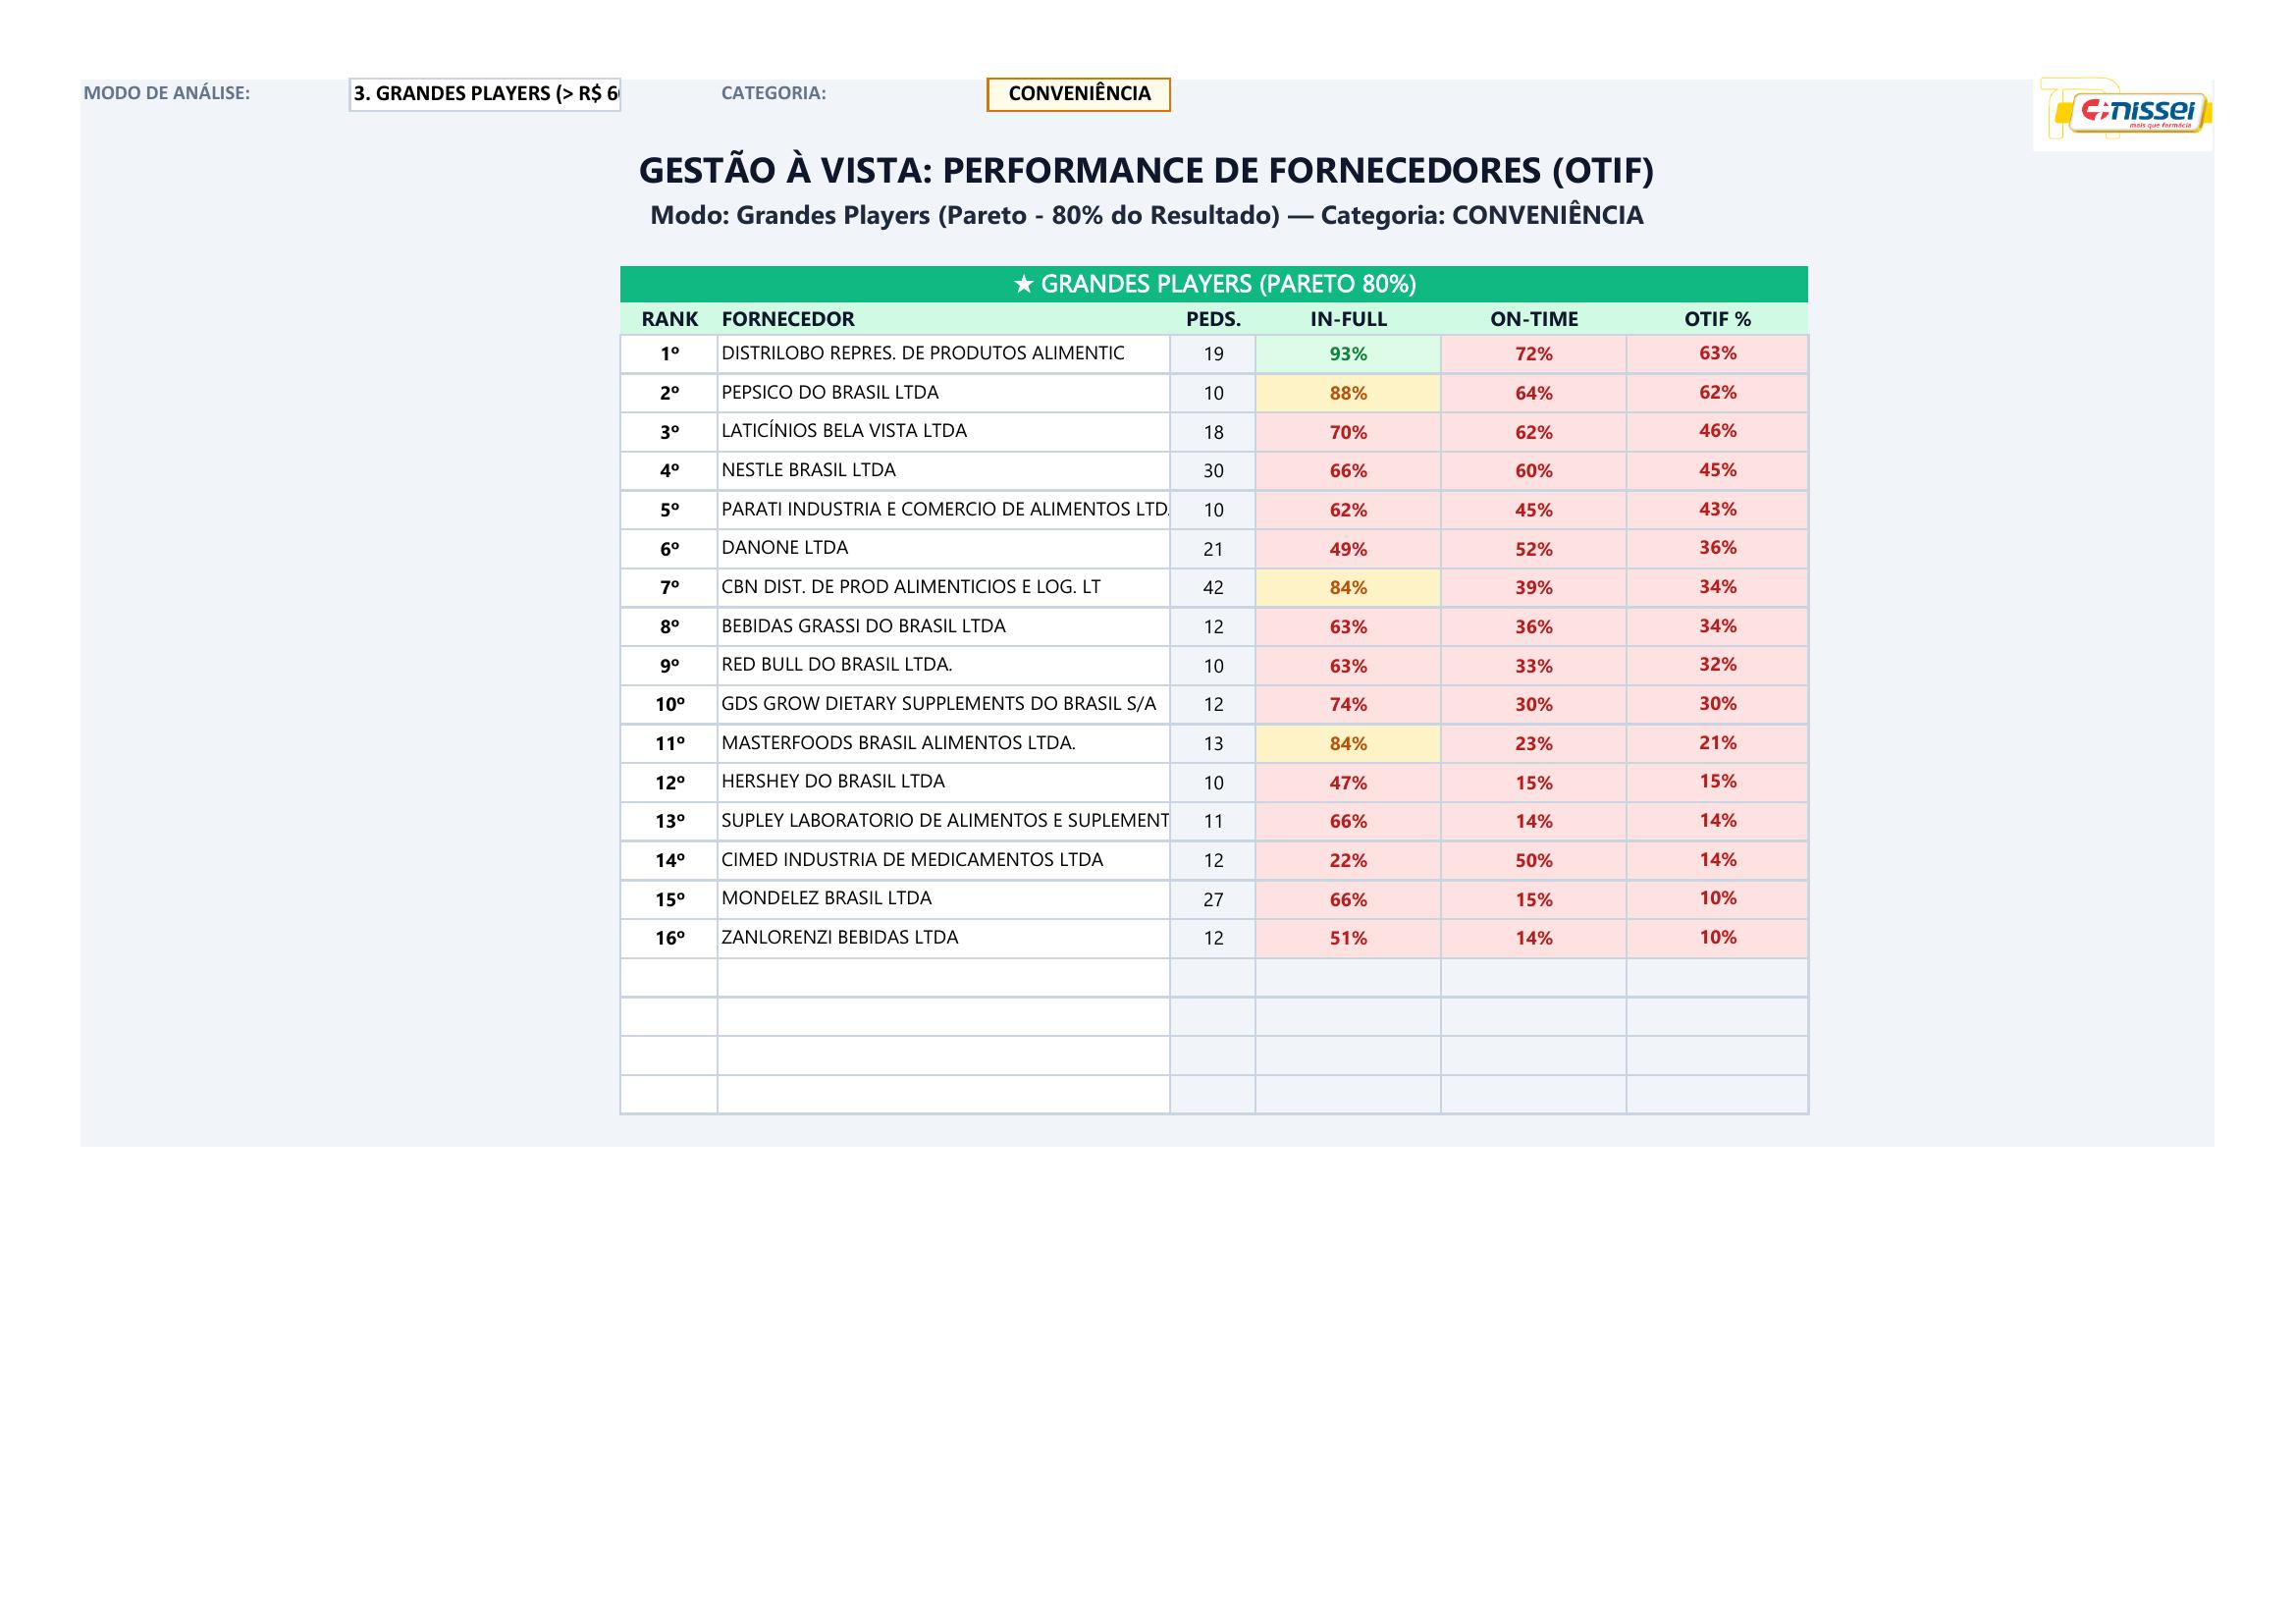 MODO DE ANÁLISE: 3. GRANDES PLAYERS (> R$ 6 CATEGORIA: CONVENIÊNCIA
nissei
mais que farmácia
GESTÃO À VISTA: PERFORMANCE DE FORNECEDORES (OTIF)
Modo: Grandes Players (Pareto - 80% do Resultado) — Categoria: CONVENIÊNCIA
★ GRANDES PLAYERS (PARETO 80%)
RANK FORNECEDOR PEDS. IN-FULL ON-TIME OTIF %
1º DISTRILOBO REPRES. DE PRODUTOS ALIMENTIC 19 93% 72% 63%
2º PEPSICO DO BRASIL LTDA 10 88% 64% 62%
3º LATICÍNIOS BELA VISTA LTDA 18 70% 62% 46%
4º NESTLE BRASIL LTDA 30 66% 60% 45%
5º PARATI INDUSTRIA E COMERCIO DE ALIMENTOS LTD 10 62% 45% 43%
6º DANONE LTDA 21 49% 52% 36%
7º CBN DIST. DE PROD ALIMENTICIOS E LOG. LT 42 84% 39% 34%
8º BEBIDAS GRASSI DO BRASIL LTDA 12 63% 36% 34%
9º RED BULL DO BRASIL LTDA. 10 63% 33% 32%
10º GDS GROW DIETARY SUPPLEMENTS DO BRASIL S/A 12 74% 30% 30%
11º MASTERFOODS BRASIL ALIMENTOS LTDA. 13 84% 23% 21%
12º HERSHEY DO BRASIL LTDA 10 47% 15% 15%
13º SUPLEY LABORATORIO DE ALIMENTOS E SUPLEMENT 11 66% 14% 14%
14º CIMED INDUSTRIA DE MEDICAMENTOS LTDA 12 22% 50% 14%
15º MONDELEZ BRASIL LTDA 27 66% 15% 10%
16º ZANLORENZI BEBIDAS LTDA 12 51% 14% 10%